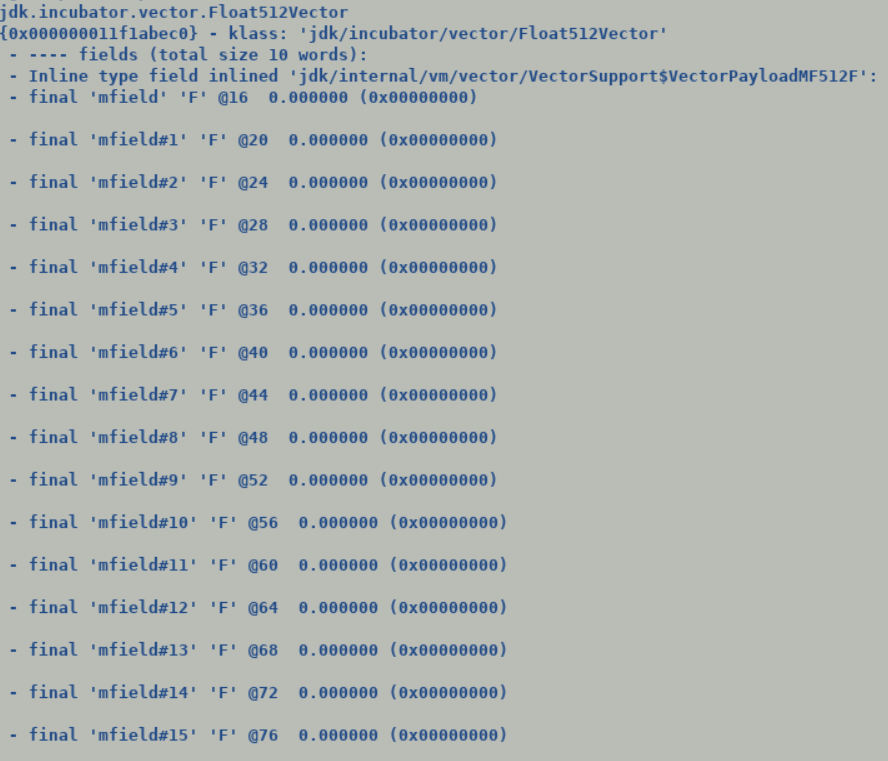 jdk.incubator.vector.Float512Vector
{0x000000011f1abec0} - klass: 'jdk/incubator/vector/Float512Vector'
- ---- fields (total size 10 words):
- Inline type field inlined 'jdk/internal/vm/vector/VectorSupport$VectorPayloadMF512F':
- final 'mfield' 'F' @16  0.000000 (0x00000000)
- final 'mfield#1' 'F' @20  0.000000 (0x00000000)
- final 'mfield#2' 'F' @24  0.000000 (0x00000000)
- final 'mfield#3' 'F' @28  0.000000 (0x00000000)
- final 'mfield#4' 'F' @32  0.000000 (0x00000000)
- final 'mfield#5' 'F' @36  0.000000 (0x00000000)
- final 'mfield#6' 'F' @40  0.000000 (0x00000000)
- final 'mfield#7' 'F' @44  0.000000 (0x00000000)
- final 'mfield#8' 'F' @48  0.000000 (0x00000000)
- final 'mfield#9' 'F' @52  0.000000 (0x00000000)
- final 'mfield#10' 'F' @56  0.000000 (0x00000000)
- final 'mfield#11' 'F' @60  0.000000 (0x00000000)
- final 'mfield#12' 'F' @64  0.000000 (0x00000000)
- final 'mfield#13' 'F' @68  0.000000 (0x00000000)
- final 'mfield#14' 'F' @72  0.000000 (0x00000000)
- final 'mfield#15' 'F' @76  0.000000 (0x00000000)